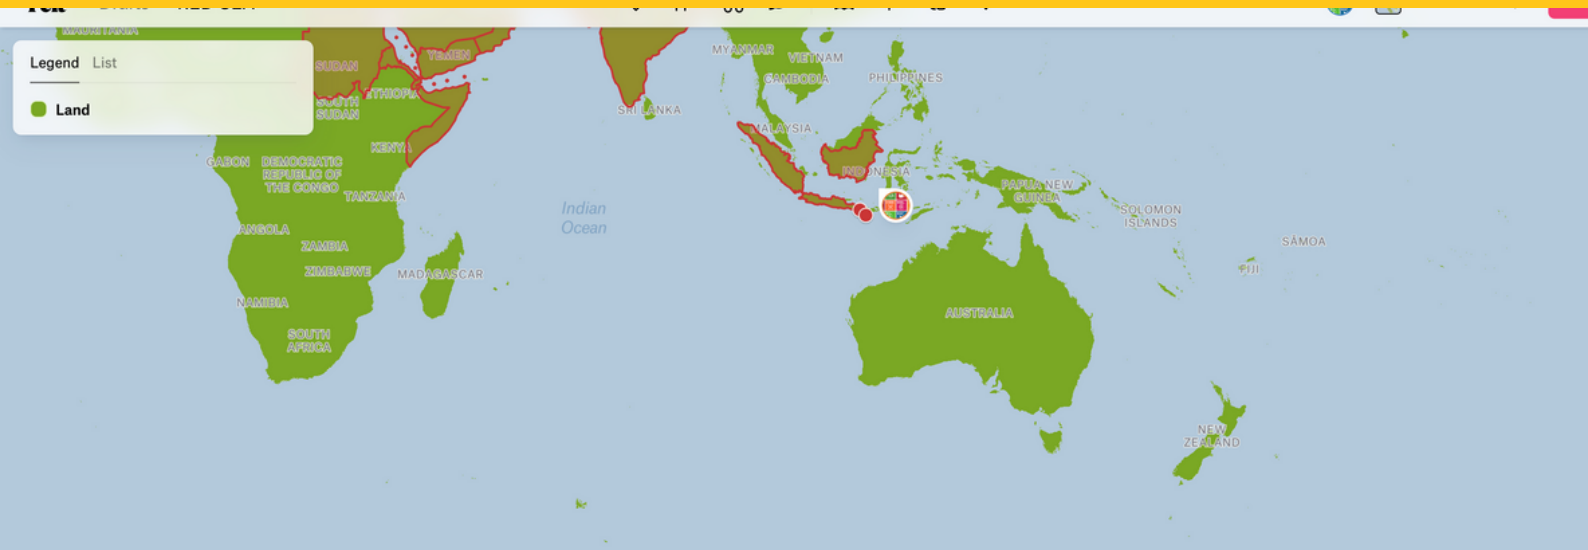 Legend List
Land
MAURITANIA
SUDAN
YEMEN
ETHIOPIA
SOUTH
SUDAN
KENYA
GABON
DEMOCRATIC
REPUBLIC OF
THE CONGO
TANZANIA
ANGOLA
ZAMBIA
ZIMBABWE
MADAGASCAR
NAMIBIA
SOUTH
AFRICA
Indian
Ocean
MYANMAR
VIETNAM
CAMBODIA
PHILIPPINES
SRI LANKA
MALAYSIA
INDONESIA
PAPUA NEW
GUINEA
SOLOMON
ISLANDS
SĀMOA
FIJI
AUSTRALIA
NEW
ZEALAND